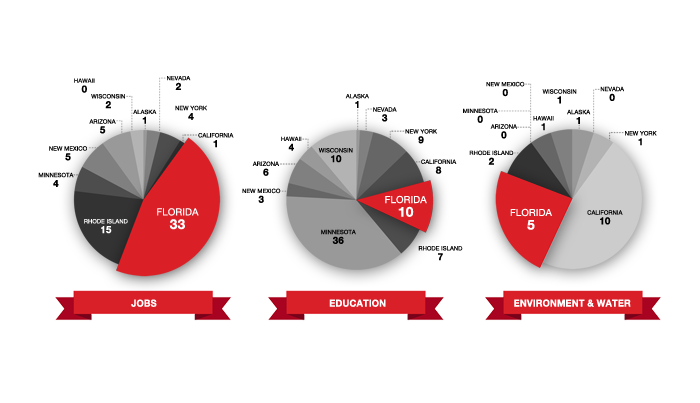 HAWAII
0
WISCONSIN
2
ARIZONA
5
NEW MEXICO
5
MINNESOTA
4
RHODE ISLAND
15
ALASKA
1
NEVADA
2
NEW YORK
4
CALIFORNIA
1
FLORIDA
33
JOBS
ALASKA
1
NEVADA
3
NEW YORK
9
CALIFORNIA
8
FLORIDA
10
RHODE ISLAND
7
MINNESOTA
36
NEW MEXICO
3
ARIZONA
6
HAWAII
4
WISCONSIN
10
EDUCATION
NEW MEXICO
0
WISCONSIN
1
NEVADA
0
MINNESOTA
0
ARIZONA
0
HAWAII
1
ALASKA
1
NEW YORK
1
RHODE ISLAND
2
FLORIDA
5
CALIFORNIA
10
ENVIRONMENT & WATER